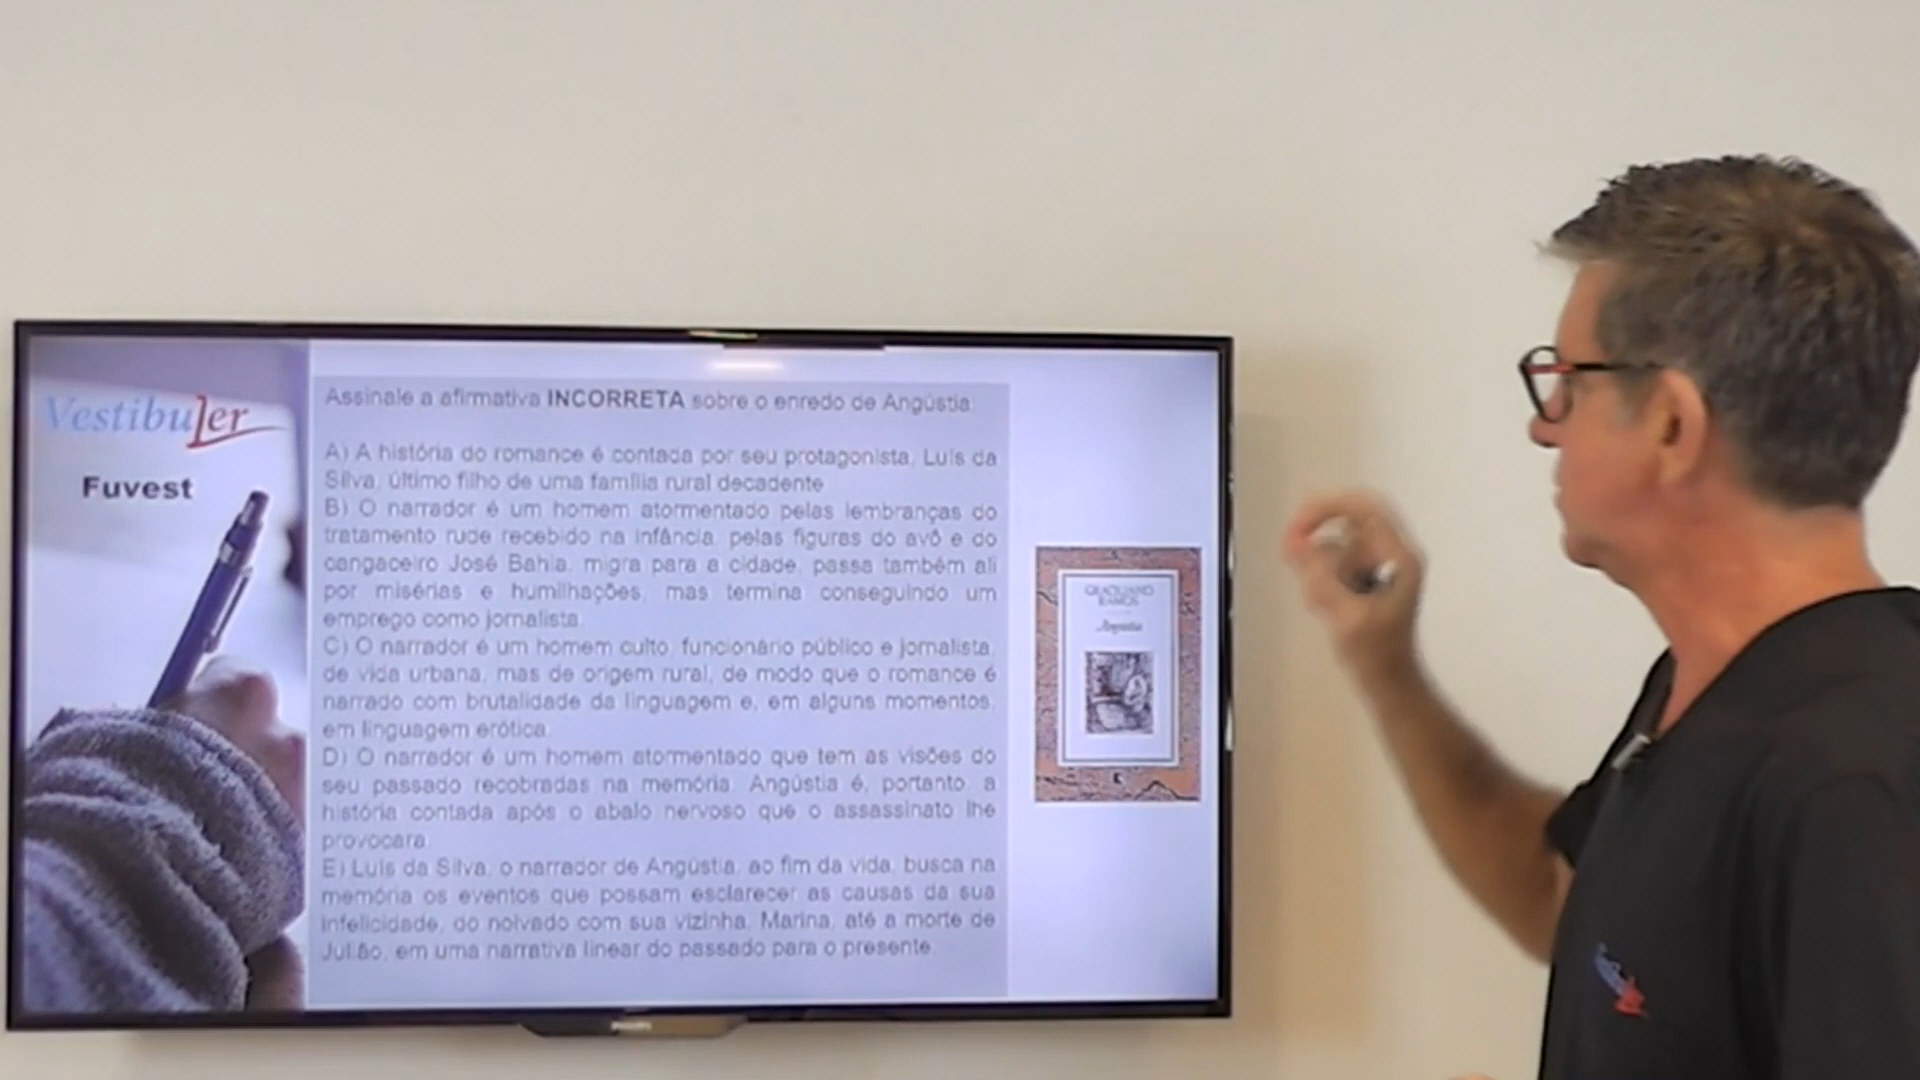 Vestibuler
Fuvest
Assinale a afirmativa INCORRETA sobre o enredo de Angústia:
A) A história do romance é contada por seu protagonista, Luís da
Silva, último filho de uma família rural decadente
B) O narrador é um homem atormentado pelas lembranças do
tratamento rude recebido na infância, pelas figuras do avô e do
cangaceiro José Bahia, migra para a cidade, passa também ali
por misérias e humilhações, mas termina conseguindo um
emprego como jornalista.
C) O narrador é um homem culto, funcionário público e jornalista,
de vida urbana, mas de origem rural, de modo que o romance é
narrado com brutalidade da linguagem e, em alguns momentos,
em linguagem erótica.
D) O narrador é um homem atormentado que tem as visões do
seu passado recobradas na memória. Angústia é, portanto, a
história contada após o abalo nervoso que o assassinato lhe
provocara.
E) Luís da Silva, o narrador de Angústia, ao fim da vida, busca na
memória os eventos que possam esclarecer as causas da sua
infelicidade, do noivado com sua vizinha, Marina, até a morte de
Julião, em uma narrativa linear do passado para o presente
GRACILIANO
RAMOS
Angústia
PHILIPS